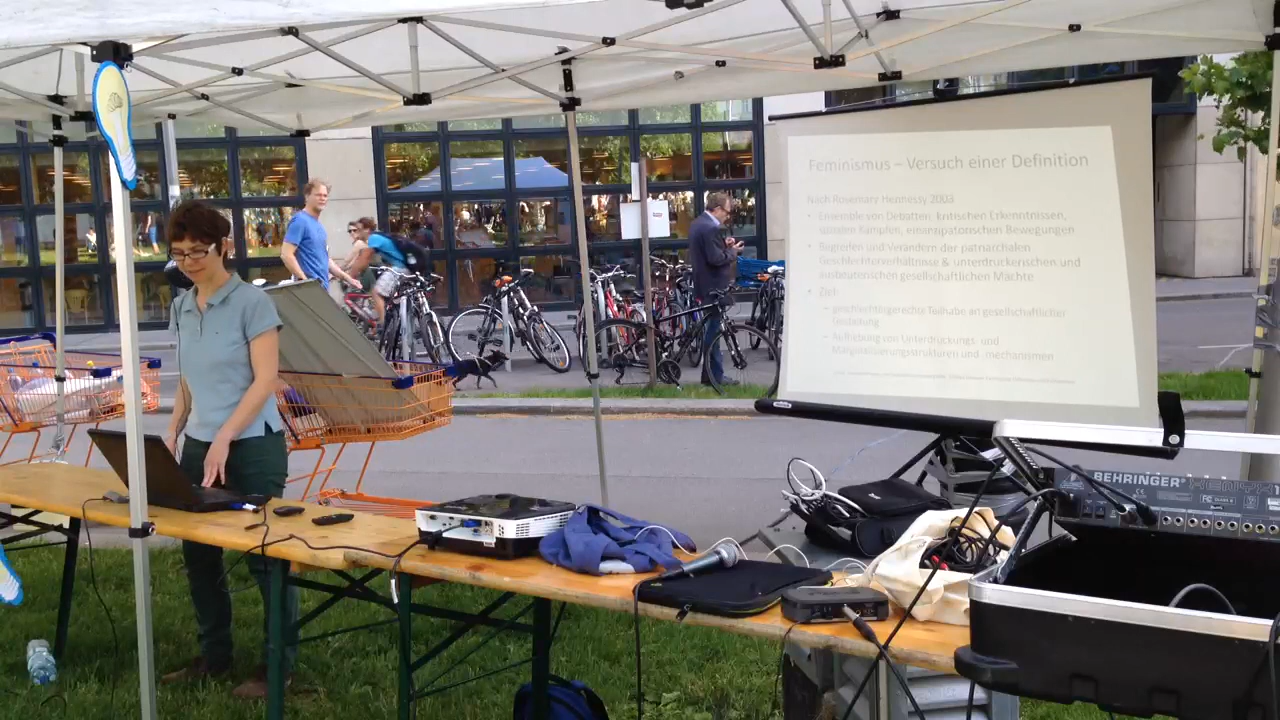 Feminismus – Versuch einer Definition
Nach Rosemary Hennessy 2003
• Ensemble von Debatten, kritischen Erkenntnissen,
sozialen Kämpfen, emanzipatorischen Bewegungen
• Begreifen und Verändern der patriarchalen
Geschlechterverhältnisse & unterdrückerischen und
ausbeuterischen gesellschaftlichen Mächte
• Ziel:
– geschlechtergerechte Teilhabe an gesellschaftlicher
Gestaltung
– Aufhebung von Unterdrückungs- und
Marginalisierungsstrukturen und -mechanismen
BEHRINGER